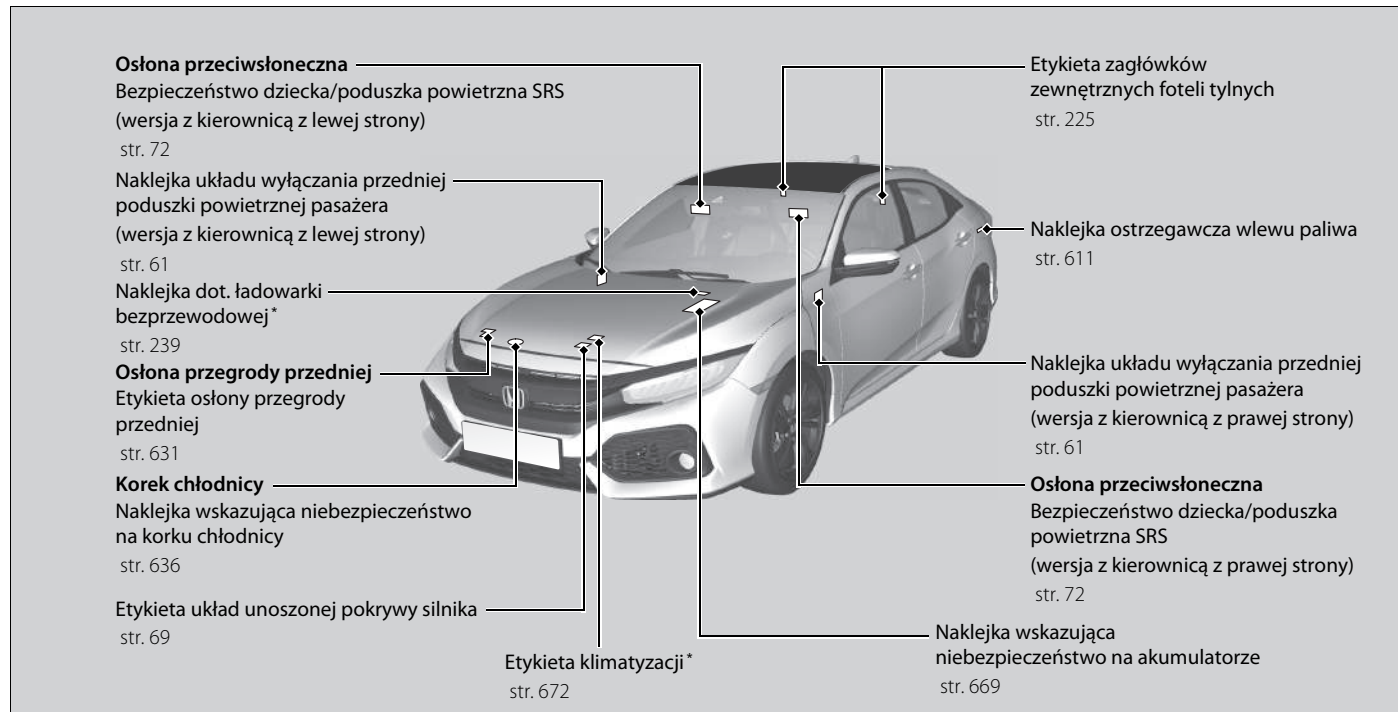 Osłona przeciwsłoneczna
Bezpieczeństwo dziecka/poduszka powietrzna SRS
(wersja z kierownicą z lewej strony)
str. 72
Naklejka układu wyłączania przedniej
poduszki powietrznej pasażera
(wersja z kierownicą z lewej strony)
str. 61
Naklejka dot. ładowarki
bezprzewodowej*
str. 239
Osłona przegrody przedniej
Etykieta osłony przegrody
przedniej
str. 631
Korek chłodnicy
Naklejka wskazująca niebezpieczeństwo
na korku chłodnicy
str. 636
Etykieta układ unoszonej pokrywy silnika
str. 69
Etykieta klimatyzacji*
str. 672
Etykieta zagłówków
zewnętrznych foteli tylnych
str. 225
Naklejka ostrzegawcza wlewu paliwa
str. 611
Naklejka układu wyłączania przedniej
poduszki powietrznej pasażera
(wersja z kierownicą z prawej strony)
str. 61
Osłona przeciwsłoneczna
Bezpieczeństwo dziecka/poduszka
powietrzna SRS
(wersja z kierownicą z prawej strony)
str. 72
Naklejka wskazująca
niebezpieczeństwo na akumulatorze
str. 669